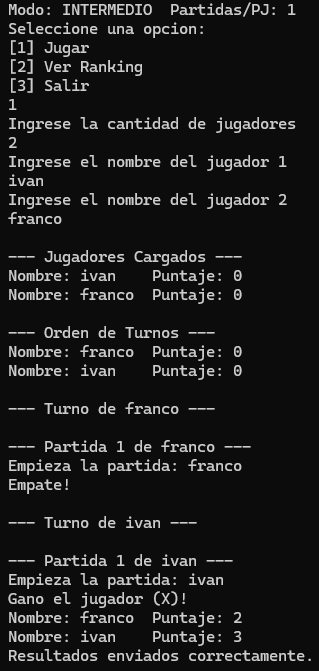 Modo: INTERMEDIO  Partidas/PJ: 1
Seleccione una opcion:
[1] Jugar
[2] Ver Ranking
[3] Salir
1
Ingrese la cantidad de jugadores
2
Ingrese el nombre del jugador 1
ivan
Ingrese el nombre del jugador 2
franco
--- Jugadores Cargados ---
Nombre: ivan    Puntaje: 0
Nombre: franco  Puntaje: 0
--- Orden de Turnos ---
Nombre: franco  Puntaje: 0
Nombre: ivan    Puntaje: 0
--- Turno de franco ---
--- Partida 1 de franco ---
Empieza la partida: franco
Empate!
--- Turno de ivan ---
--- Partida 1 de ivan ---
Empieza la partida: ivan
Gano el jugador (X)!
Nombre: franco  Puntaje: 2
Nombre: ivan    Puntaje: 3
Resultados enviados correctamente.